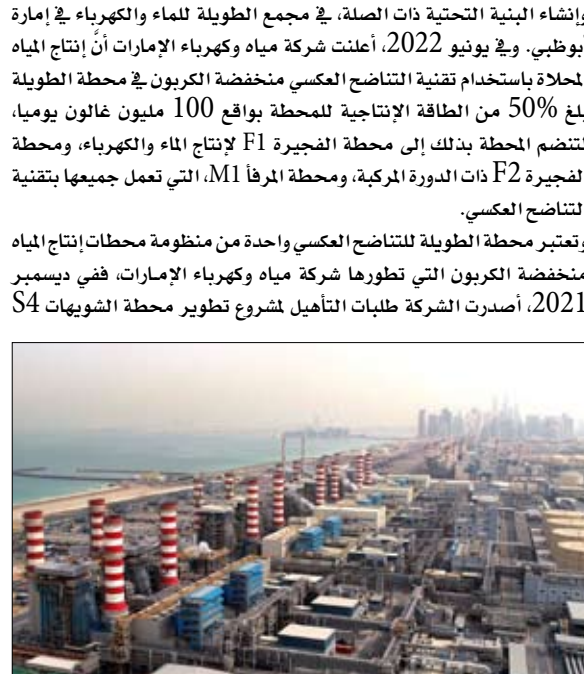 وإنشاء البنية التحتية ذات الصلة، في مجمع الطويلة للماء والكهرباء في إمارة
أبوظبي. وفي يونيو 2022، أعلنت شركة مياه وكهرباء الإمارات أنَّ إنتاج المياه
المحلاة باستخدام تقنية التناضح العكسي منخفضة الكربون في محطة الطويلة
بلغ 50% من الطاقة الإنتاجية للمحطة بواقع 100 مليون غالون يوميا،
لتنضم المحطة بذلك إلى محطة الفجيرة F1 لإنتاج الماء والكهرباء، ومحطة
الفجيرة F2 ذات الدورة المركبة، ومحطة المرفأ M1، التي تعمل جميعها بتقنية
التناضح العكسي.
وتعتبر محطة الطويلة للتناضح العكسي واحدة من منظومة محطات إنتاج المياه
منخفضة الكربون التي تطورها شركة مياه وكهرباء الإمارات، ففي ديسمبر
2021، أصدرت الشركة طلبات التأهيل لمشروع تطوير محطة الشويهات S4